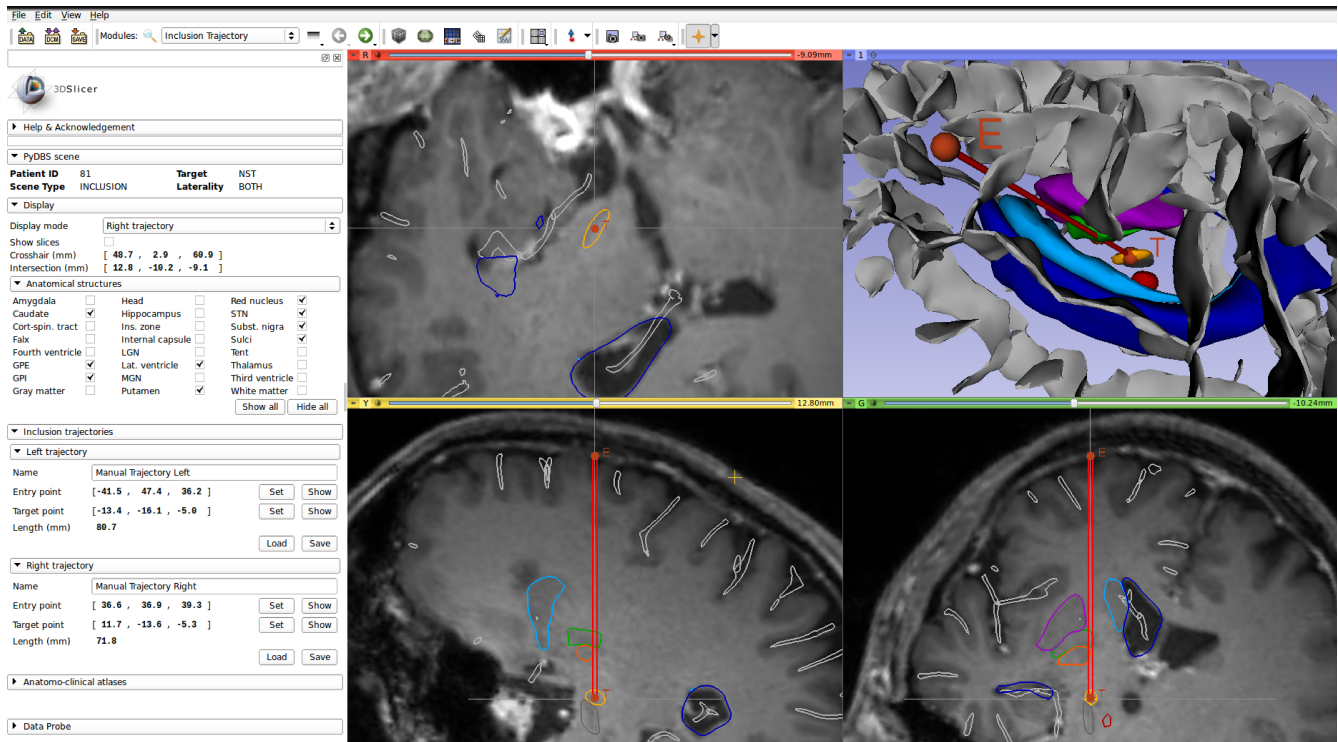 File Edit View Help
DATA DCM SAVE Modules: Inclusion Trajectory
3DSlicer
Help & Acknowledgement
PyDBS scene
Patient ID 81 Target NST
Scene Type INCLUSION Laterality BOTH
Display
Display mode Right trajectory
Show slices
Crosshair (mm) [ 48.7 , 2.9 , 60.9 ]
Intersection (mm) [ 12.8 , -10.2 , -9.1 ]
Anatomical structures
Amygdala Head Red nucleus
Caudate Hippocampus STN
Cort-spin. tract Ins. zone Subst. nigra
Falx Internal capsule Sulci
Fourth ventricle LGN Tent
GPE Lat. ventricle Thalamus
GPI MGN Third ventricle
Gray matter Putamen White matter
Show all Hide all
Inclusion trajectories
Left trajectory
Name Manual Trajectory Left
Entry point [-41.5 , 47.4 , 36.2 ] Set Show
Target point [-13.4 , -16.1 , -5.0 ] Set Show
Length (mm) 80.7
Load Save
Right trajectory
Name Manual Trajectory Right
Entry point [ 36.6 , 36.9 , 39.3 ] Set Show
Target point [ 11.7 , -13.6 , -5.3 ] Set Show
Length (mm) 71.8
Load Save
Anatomo-clinical atlases
Data Probe
R -9.09mm
T
1
E
T
Y 12.80mm
E
T
G -10.24mm
E
T